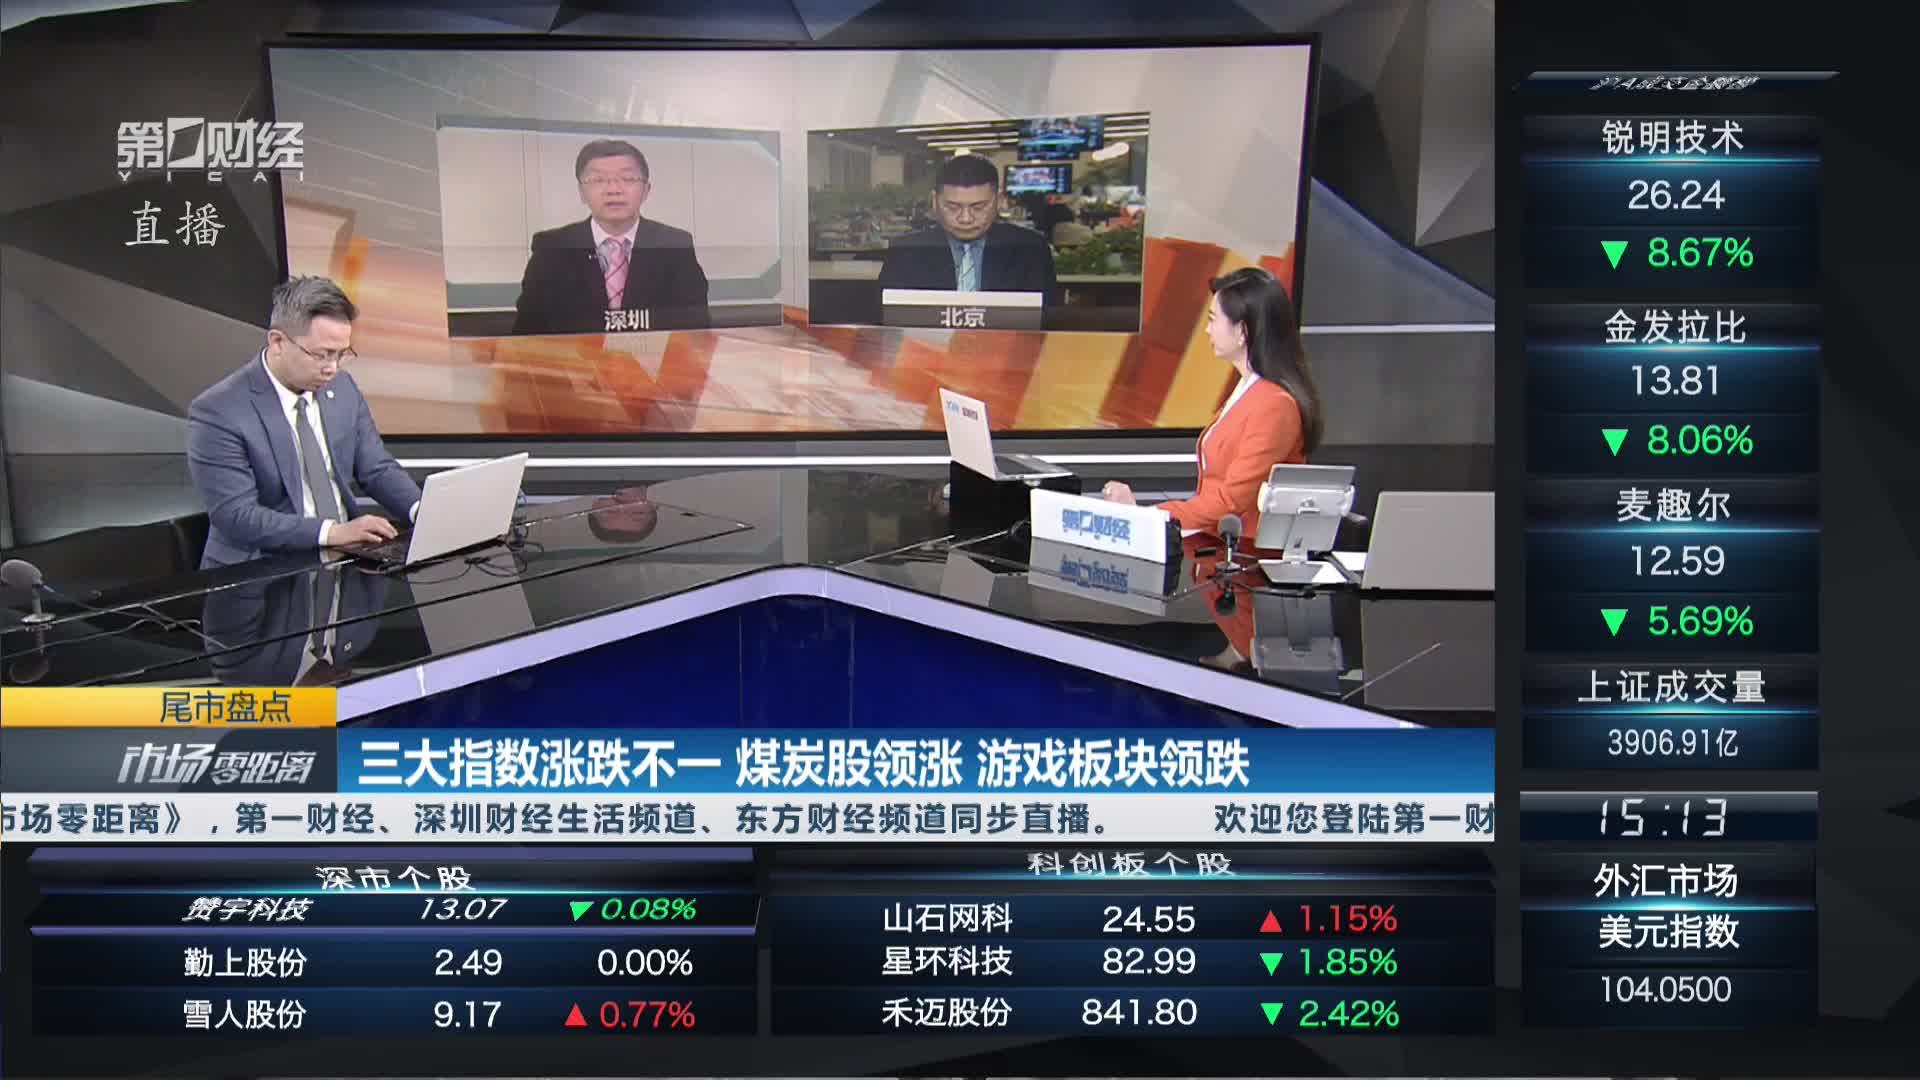 第一财经
YICAI
直播
深圳
北京
第一财经
尾市盘点
市场零距离
三大指数涨跌不一 煤炭股领涨 游戏板块领跌
市场零距离》，第一财经、深圳财经生活频道、东方财经频道同步直播。 欢迎您登陆第一财
深市个股
赞宇科技 13.07 ▼0.08%
勤上股份 2.49 0.00%
雪人股份 9.17 ▲0.77%
科创板个股
山石网科 24.55 ▲1.15%
星环科技 82.99 ▼1.85%
禾迈股份 841.80 ▼2.42%
锐明技术
26.24
▼ 8.67%
金发拉比
13.81
▼ 8.06%
麦趣尔
12.59
▼ 5.69%
上证成交量
3906.91亿
15:13
外汇市场
美元指数
104.0500